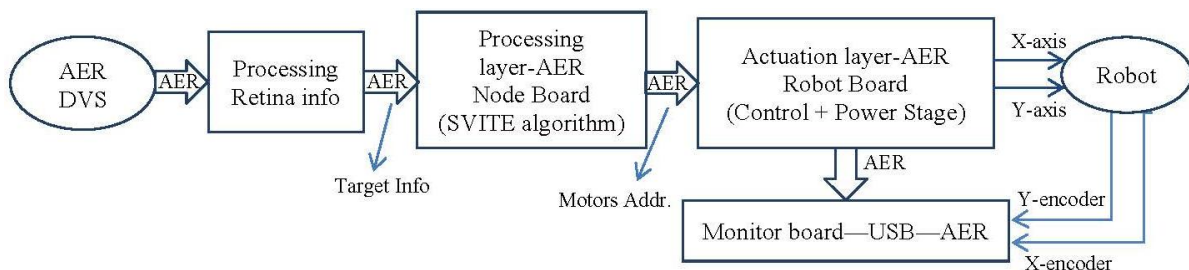 AER
DVS
AER
Processing
Retina info
AER
Target Info
Processing
layer-AER
Node Board
(SVITE algorithm)
AER
Motors Addr.
Actuation layer-AER
Robot Board
(Control + Power Stage)
X-axis
Y-axis
Robot
AER
Monitor board—USB—AER
Y-encoder
X-encoder